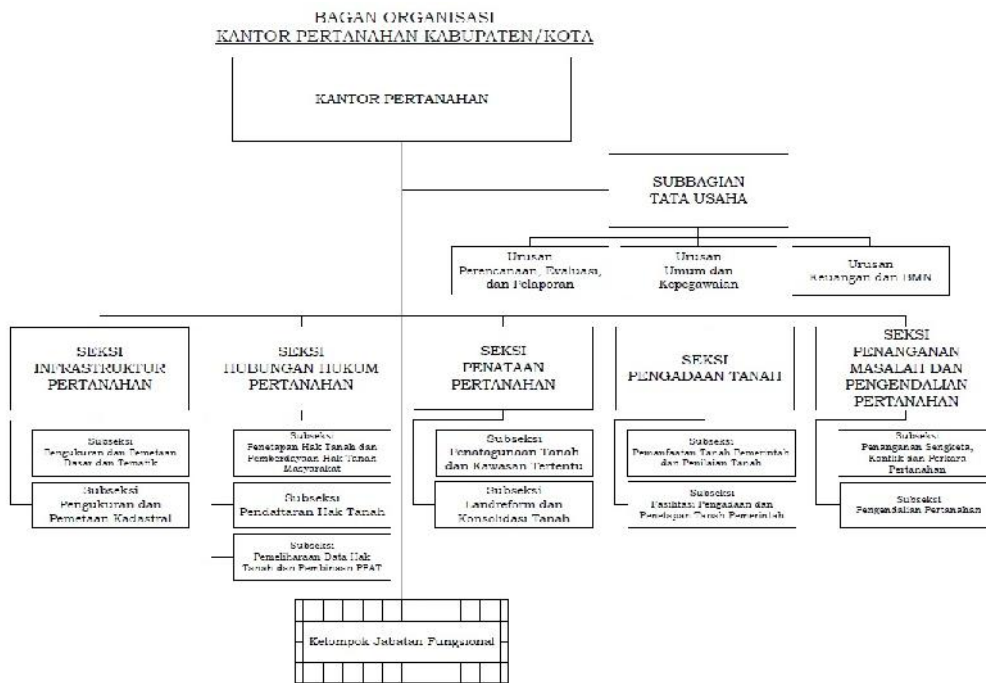 BAGAN ORGANISASI
KANTOR PERTANAHAN KABUPATEN/KOTA
KANTOR PERTANAHAN
SUBBAGIAN
TATA USAHA
Urusan
Perencanaan, Evaluasi,
dan Pelaporan
Urusan
Umum dan
Kepegawaian
Urusan
Keuangan dan BMN
SEKSI
INFRASTRUKTUR
PERTANAHAN
SEKSI
HUBUNGAN HUKUM
PERTANAHAN
SEKSI
PENATAAN
PERTANAHAN
SEKSI
PENGADAAN TANAH
SEKSI
PENANGANAN
MASALAH DAN
PENGENDALIAN
PERTANAHAN
Subseksi
Pengukuran dan Pemetaan
Dasar dan Tematik
Subseksi
Penetapan Hak Tanah dan
Pemberdayaan Hak Tanah
Masyarakat
Subseksi
Penatagunaan Tanah
dan Kawasan Tertentu
Subseksi
Pemanfaatan Tanah Pemerintah
dan Penilaian Tanah
Subseksi
Penanganan Sengketa,
Konflik dan Perkara
Pertanahan
Subseksi
Pengukuran dan
Pemetaan Kadastral
Subseksi
Pendaftaran Hak Tanah
Subseksi
Landreform dan
Konsolidasi Tanah
Subseksi
Fasilitasi Pengadaan dan
Penetapan Tanah Pemerintah
Subseksi
Pengendalian Pertanahan
Subseksi
Pemeliharaan Data Hak
Tanah dan Pembinaan PPAT
Kelompok Jabatan Fungsional